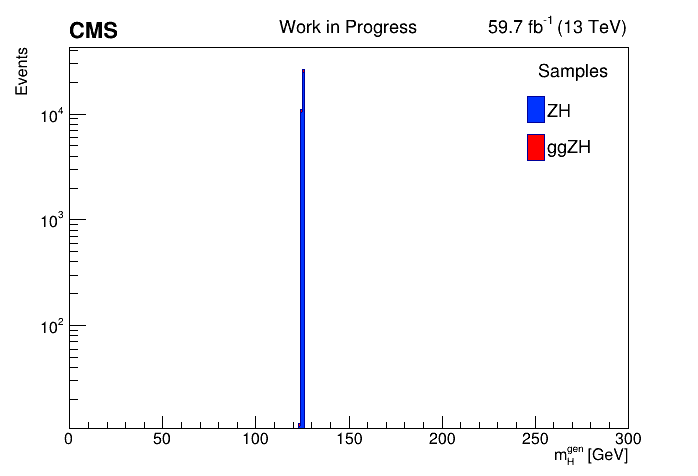 CMS Work in Progress 59.7 fb⁻¹ (13 TeV)
Events
Samples
ZH
ggZH
10⁴
10³
10²
0 50 100 150 200 250 300
m_H^gen [GeV]